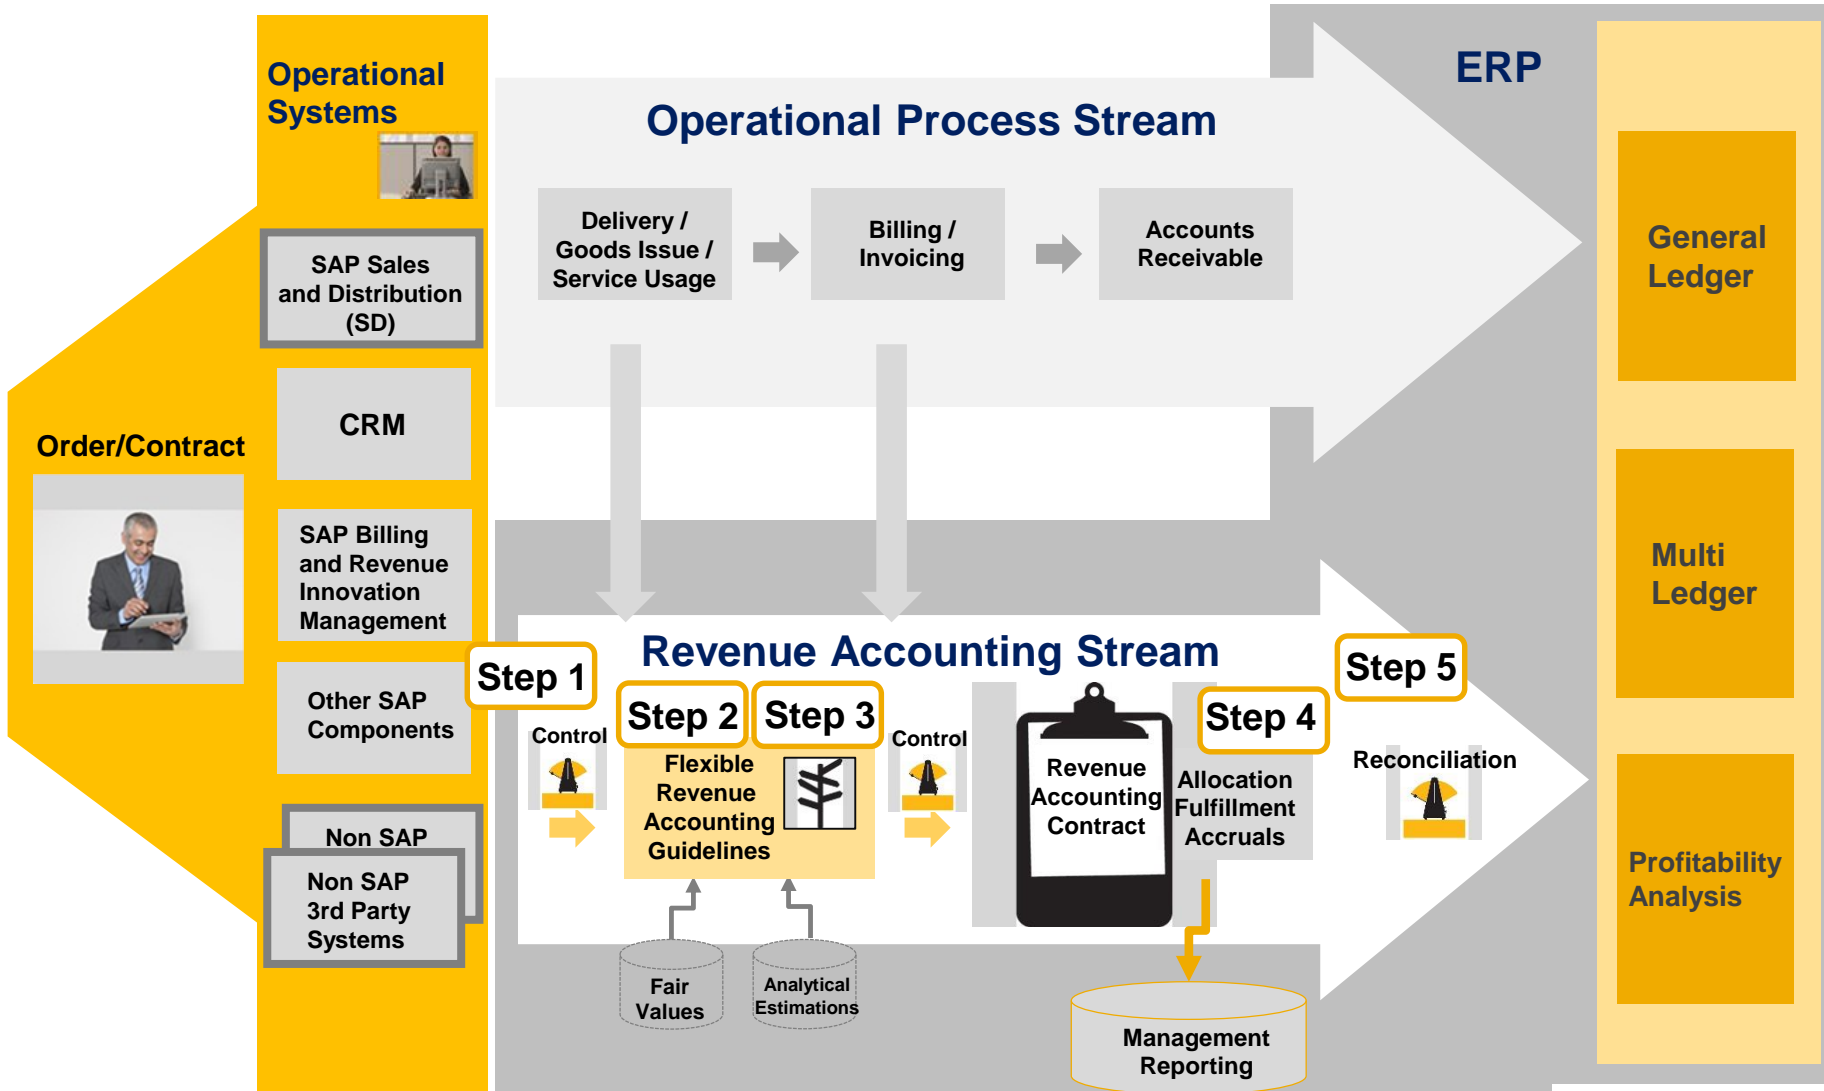 Operational
Systems
Operational Process Stream
ERP
Delivery /
Goods Issue /
Service Usage
Billing /
Invoicing
Accounts
Receivable
General
Ledger
SAP Sales
and Distribution
(SD)
CRM
Order/Contract
SAP Billing
and Revenue
Innovation
Management
Multi
Ledger
Other SAP
Components
Non SAP
Non SAP
3rd Party
Systems
Revenue Accounting Stream
Step 1
Step 2
Step 3
Step 4
Step 5
Control
Flexible
Revenue
Accounting
Guidelines
Control
Revenue
Accounting
Contract
Allocation
Fulfillment
Accruals
Reconciliation
Profitability
Analysis
Fair
Values
Analytical
Estimations
Management
Reporting